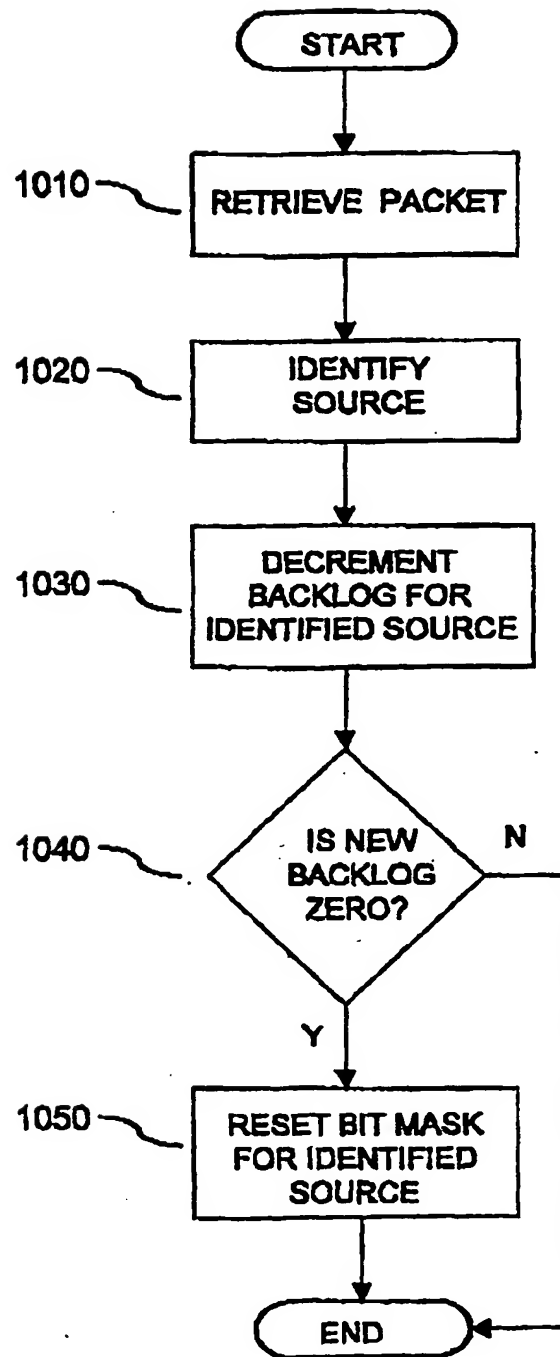 START
1010
RETRIEVE PACKET
1020
IDENTIFY
SOURCE
1030
DECREMENT
BACKLOG FOR
IDENTIFIED SOURCE
1040
IS NEW
BACKLOG
ZERO?
N
Y
1050
RESET BIT MASK
FOR IDENTIFIED
SOURCE
END